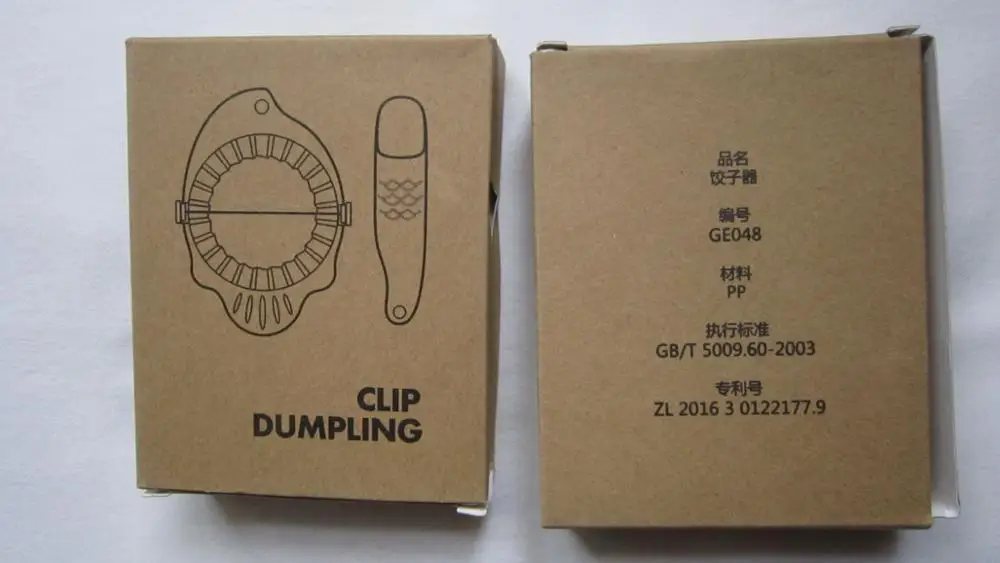 CLIP
DUMPLING
品名
饺子器
编号
GE048
材料
PP
执行标准
GB/T 5009.60-2003
专利号
ZL 2016 3 0122177.9